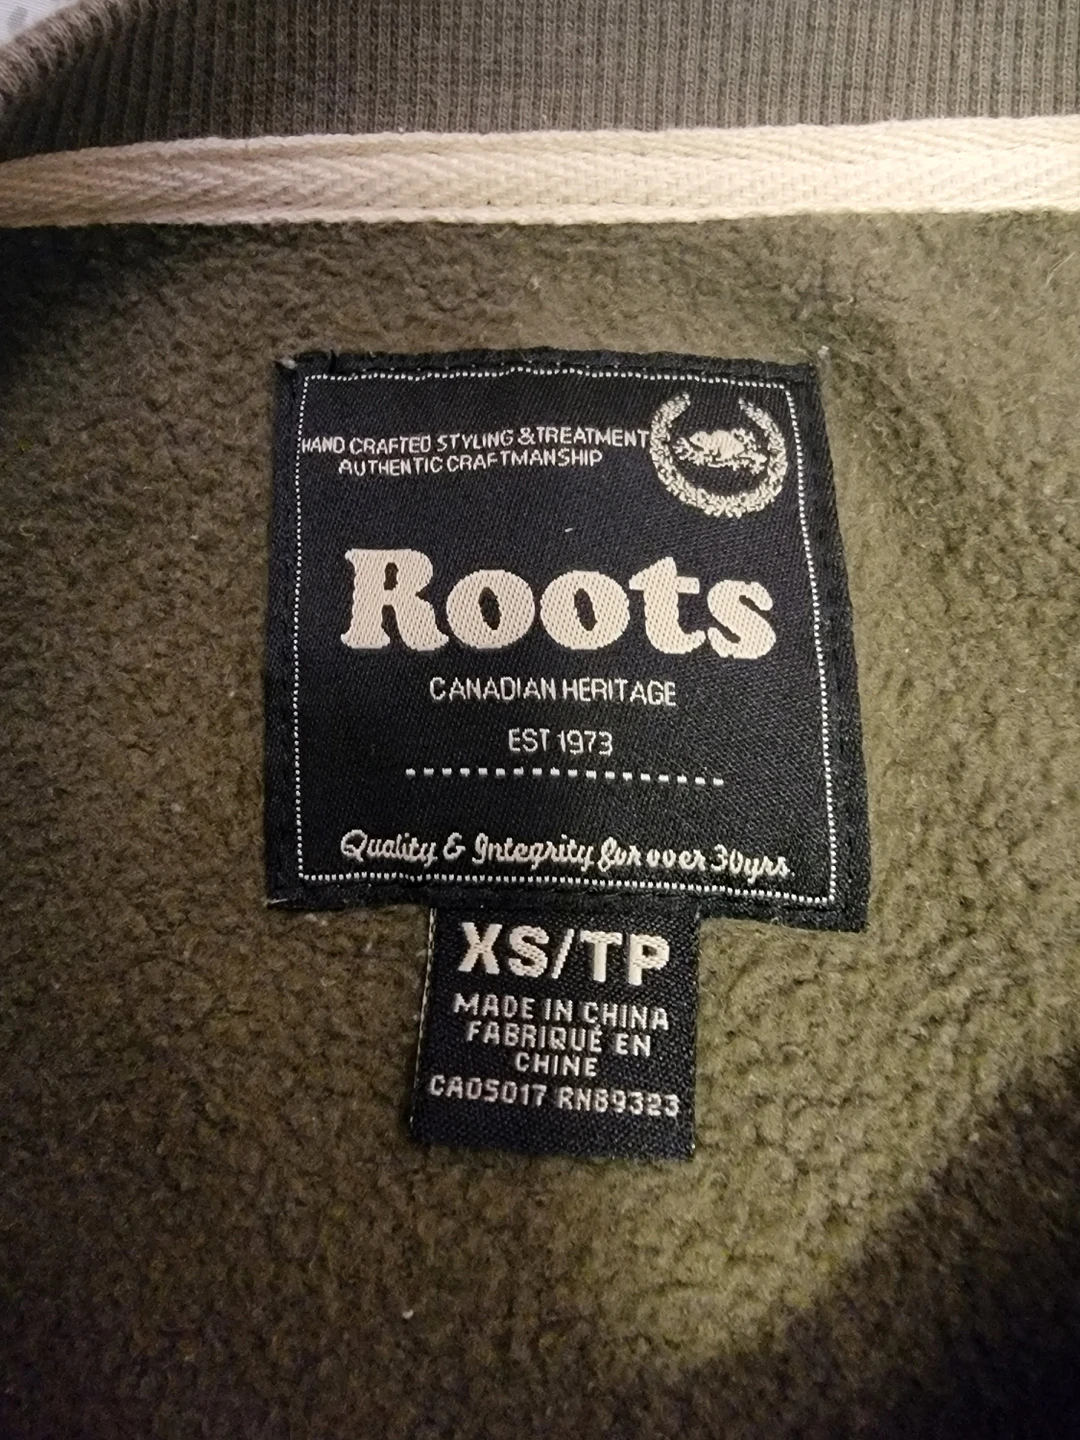 HAND CRAFTED STYLING & TREATMENT
AUTHENTIC CRAFTMANSHIP
Roots
CANADIAN HERITAGE
EST 1973
Quality & Integrity for over 30yrs
XS/TP
MADE IN CHINA
FABRIQUÉ EN
CHINE
CA05017 RN69323